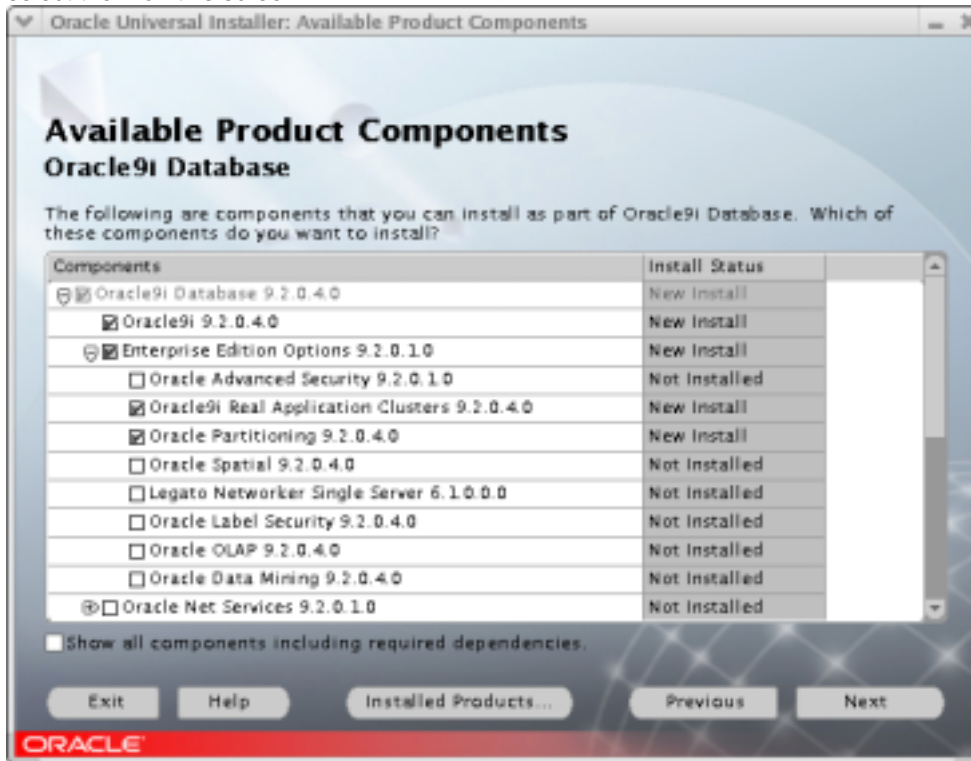 Oracle Universal Installer: Available Product Components
Available Product Components
Oracle9i Database
The following are components that you can install as part of Oracle9i Database. Which of
these components do you want to install?
Components Install Status
Oracle9i Database 9.2.0.4.0 New Install
Oracle9i 9.2.0.4.0 New Install
Enterprise Edition Options 9.2.0.1.0 New Install
Oracle Advanced Security 9.2.0.1.0 Not Installed
Oracle9i Real Application Clusters 9.2.0.4.0 New Install
Oracle Partitioning 9.2.0.4.0 New Install
Oracle Spatial 9.2.0.4.0 Not Installed
Legato Networker Single Server 6.1.0.0.0 Not Installed
Oracle Label Security 9.2.0.4.0 Not Installed
Oracle OLAP 9.2.0.4.0 Not Installed
Oracle Data Mining 9.2.0.4.0 Not Installed
Oracle Net Services 9.2.0.1.0 Not Installed
Show all components including required dependencies.
Exit Help Installed Products... Previous Next
ORACLE